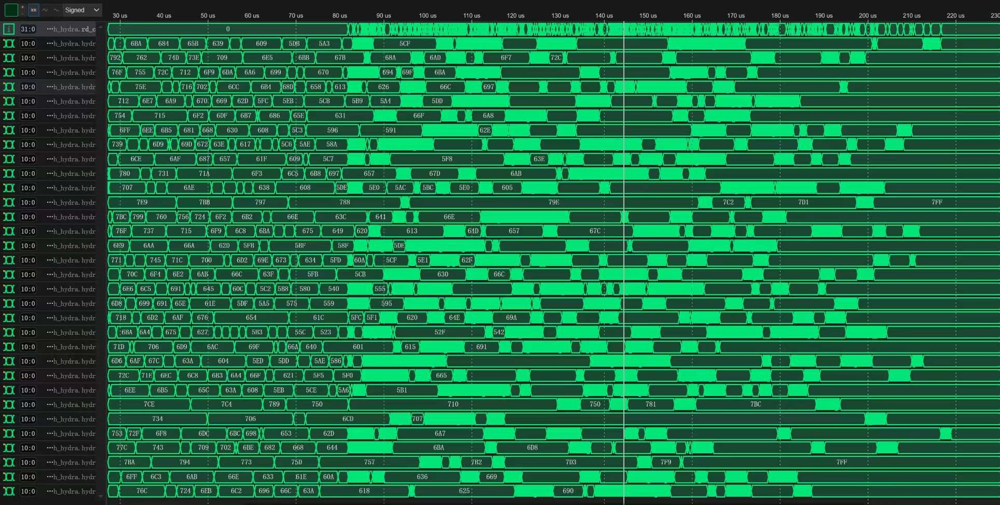 Signed
30 us 40 us 50 us 60 us 70 us 80 us 90 us 100 us 110 us 120 us 130 us 140 us 150 us 160 us 170 us 180 us 190 us 200 us 210 us 220 us 230
31:0 ···h_hydra.rd_c 0
10:0 ···h_hydra.hydr 6BA 684 65B 639 609 5DB 5A3 5CF
10:0 ···h_hydra.hydr 792 762 74D 73E 709 6E5 6BB 67B 68A 6AD 6F7 72C
10:0 ···h_hydra.hydr 76F 755 72C 712 6F9 6DA 6A6 699 670 694 69F 6BA
10:0 ···h_hydra.hydr 75E 716 702 6CC 6B4 68D 658 613 626 66C 697
10:0 ···h_hydra.hydr 712 6E7 6A9 670 669 62D 5FC 5EB 5CB 5B9 5A4 5DD
10:0 ···h_hydra.hydr 754 715 6F2 6DF 6B7 686 65E 631 66F 6A8
10:0 ···h_hydra.hydr 6FF 6EE 6B5 681 668 630 608 5C3 596 591 62E
10:0 ···h_hydra.hydr 739 6D9 69D 672 63E 617 5C6 5AE 58A
10:0 ···h_hydra.hydr 6CE 6AF 687 657 61F 609 5C7 5F8 63E
10:0 ···h_hydra.hydr 780 731 71A 6F3 6C5 6B8 697 657 67D 6AB
10:0 ···h_hydra.hydr 707 6AE 638 608 5DE 5E0 5AC 5BC 5E0 605
10:0 ···h_hydra.hydr 7E9 7BB 797 788 79E 7C2 7D1 7FF
10:0 ···h_hydra.hydr 7BC 799 760 756 724 6F2 6B2 66E 63C 641 66E
10:0 ···h_hydra.hydr 76F 737 715 6F9 6C8 6BA 675 649 620 613 64D 657 67C
10:0 ···h_hydra.hydr 6E9 6AA 66A 62D 5FB 5BF 58F 5DE
10:0 ···h_hydra.hydr 771 745 71C 700 6D2 69E 673 634 5FD 60A 5CF 5E1 62F
10:0 ···h_hydra.hydr 70C 6F4 6E2 6AB 66C 63F 5FB 5CB 630 66C
10:0 ···h_hydra.hydr 6E6 6C5 691 645 60C 5C2 5B8 580 540 555
10:0 ···h_hydra.hydr 6D8 699 691 65E 61E 5DF 5A5 575 559 595
10:0 ···h_hydra.hydr 718 6D2 6AF 676 654 61C 5FC 5F1 620 64E 69A
10:0 ···h_hydra.hydr 6BA 6A4 675 627 5B3 55C 523 52F 542
10:0 ···h_hydra.hydr 71D 706 6D9 6AC 69F 66A 640 601 615 691
10:0 ···h_hydra.hydr 6D6 6AF 67C 63A 604 5ED 5DD 5AE 586
10:0 ···h_hydra.hydr 72C 71E 6EC 6C8 6B3 6A4 66F 621 5F5 5F0 665
10:0 ···h_hydra.hydr 6EE 6B5 65C 63A 608 5EB 5CE 5A6 5B1
10:0 ···h_hydra.hydr 7CE 7C4 789 750 710 750 781 7BC
10:0 ···h_hydra.hydr 734 706 6CD 707
10:0 ···h_hydra.hydr 753 72F 6F8 6DC 6BC 698 653 62D 6A7
10:0 ···h_hydra.hydr 77C 743 709 702 6BE 682 668 644 6BA 6D8
10:0 ···h_hydra.hydr 7BA 794 773 75D 757 7B2 7D3 7F9 7FF
10:0 ···h_hydra.hydr 6FF 6C3 6AB 66E 633 61E 60A 636 669
10:0 ···h_hydra.hydr 76C 724 6EB 6C2 696 66C 63A 618 625 690